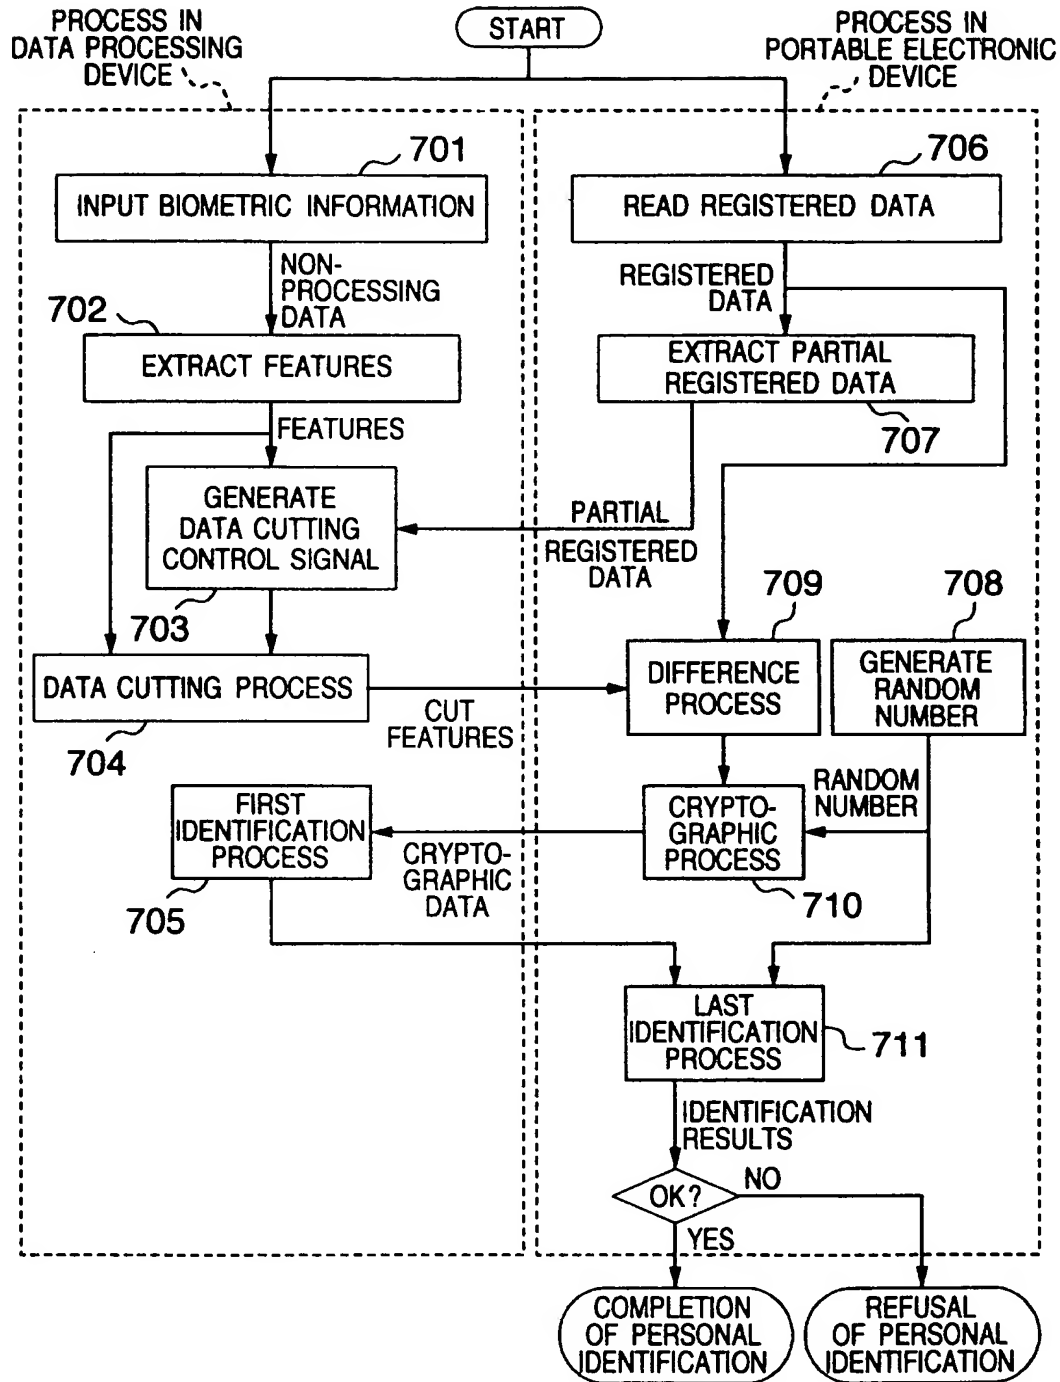 PROCESS IN
DATA PROCESSING
DEVICE
START
PROCESS IN
PORTABLE ELECTRONIC
DEVICE
701
INPUT BIOMETRIC INFORMATION
706
READ REGISTERED DATA
NON-
PROCESSING
DATA
REGISTERED
DATA
702
EXTRACT FEATURES
EXTRACT PARTIAL
REGISTERED DATA
707
FEATURES
GENERATE
DATA CUTTING
CONTROL SIGNAL
703
PARTIAL
REGISTERED
DATA
709
708
DATA CUTTING PROCESS
704
CUT
FEATURES
DIFFERENCE
PROCESS
GENERATE
RANDOM
NUMBER
FIRST
IDENTIFICATION
PROCESS
705
CRYPTO-
GRAPHIC
DATA
CRYPTO-
GRAPHIC
PROCESS
710
RANDOM
NUMBER
LAST
IDENTIFICATION
PROCESS
711
IDENTIFICATION
RESULTS
OK?
NO
YES
COMPLETION
OF PERSONAL
IDENTIFICATION
REFUSAL
OF PERSONAL
IDENTIFICATION